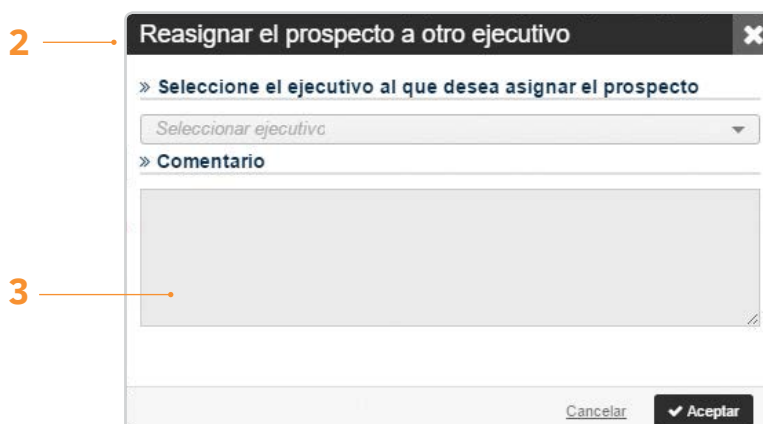 2
Reasignar el prospecto a otro ejecutivo
» Seleccione el ejecutivo al que desea asignar el prospecto
Seleccionar ejecutivo
» Comentario
3
Cancelar
Aceptar